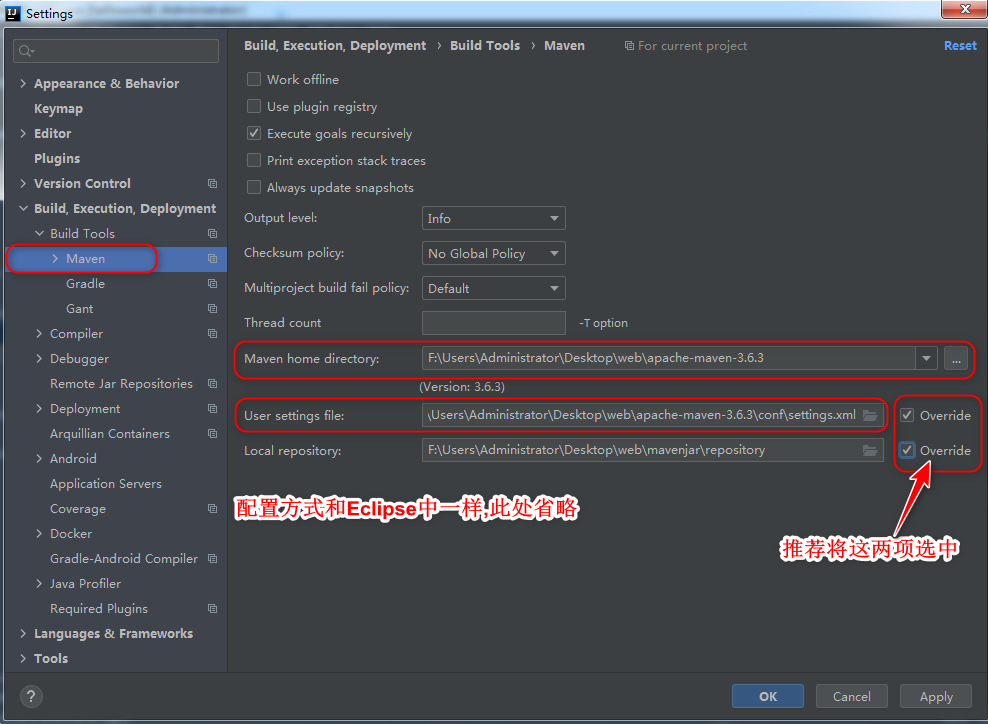 Settings
Build, Execution, Deployment › Build Tools › Maven For current project Reset
Appearance & Behavior
Keymap
Editor
Plugins
Version Control
Build, Execution, Deployment
Build Tools
Maven
Gradle
Gant
Compiler
Debugger
Remote Jar Repositories
Deployment
Arquillian Containers
Android
Application Servers
Coverage
Docker
Gradle-Android Compiler
Java Profiler
Required Plugins
Languages & Frameworks
Tools
Work offline
Use plugin registry
Execute goals recursively
Print exception stack traces
Always update snapshots
Output level: Info
Checksum policy: No Global Policy
Multiproject build fail policy: Default
Thread count -T option
Maven home directory: F:\Users\Administrator\Desktop\web\apache-maven-3.6.3 ...
(Version: 3.6.3)
User settings file: \Users\Administrator\Desktop\web\apache-maven-3.6.3\conf\settings.xml Override
Local repository: F:\Users\Administrator\Desktop\web\mavenjar\repository Override
配置方式和Eclipse中一样,此处省略
推荐将这两项选中
? OK Cancel Apply